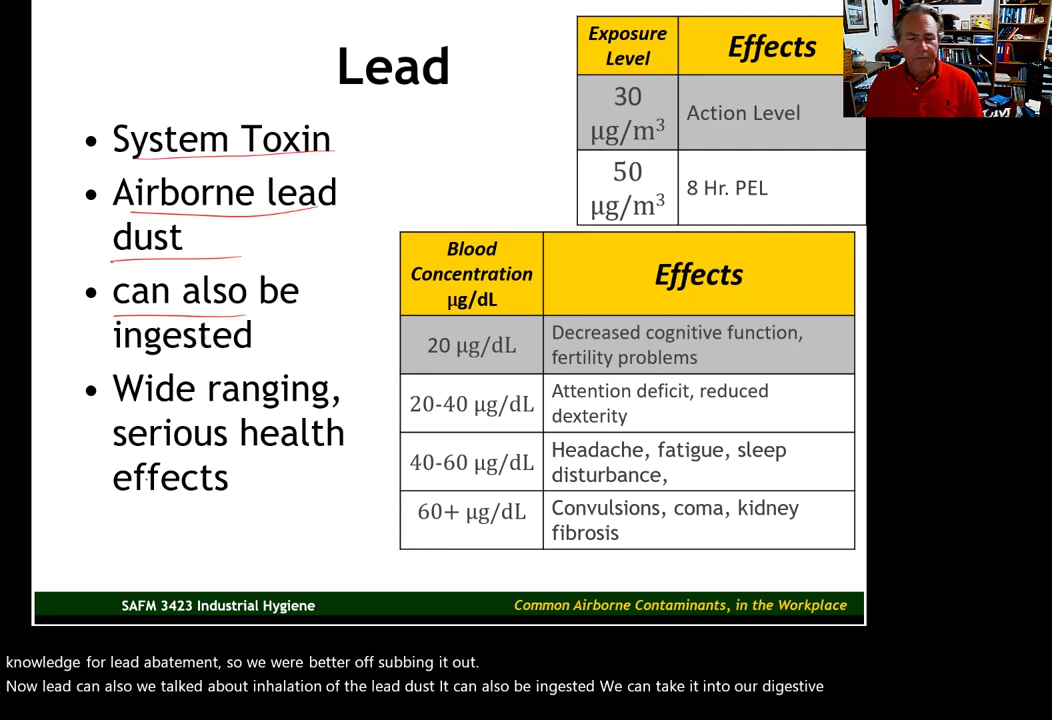 Lead
• System Toxin
• Airborne lead
dust
• can also be
ingested
• Wide ranging,
serious health
effects
Exposure
Level
Effects
30
µg/m³
Action Level
50
µg/m³
8 Hr. PEL
Blood
Concentration
µg/dL
Effects
20 µg/dL
Decreased cognitive function,
fertility problems
20-40 µg/dL
Attention deficit, reduced
dexterity
40-60 µg/dL
Headache, fatigue, sleep
disturbance,
60+ µg/dL
Convulsions, coma, kidney
fibrosis
SAFM 3423 Industrial Hygiene
Common Airborne Contaminants, in the Workplace
knowledge for lead abatement, so we were better off subbing it out.
Now lead can also we talked about inhalation of the lead dust It can also be ingested We can take it into our digestive